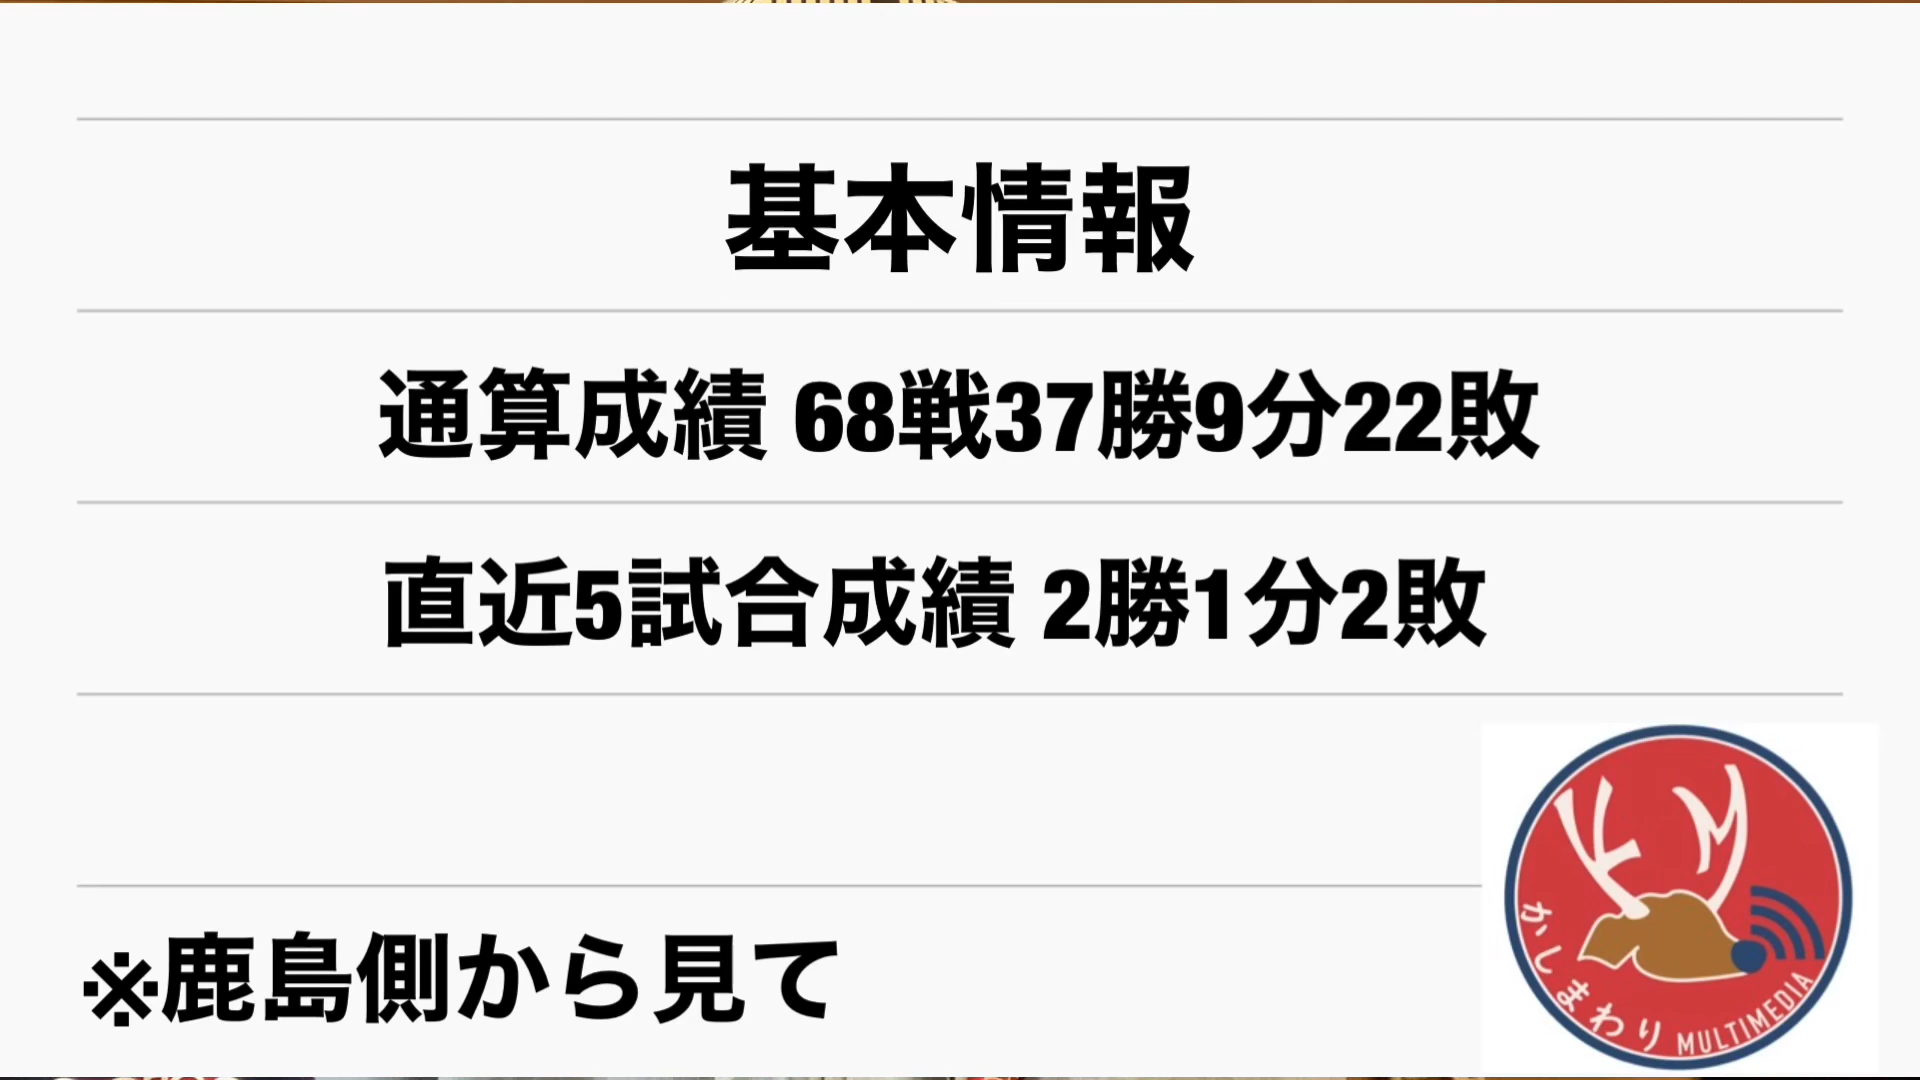 基本情報
通算成績 68戦37勝9分22敗
直近5試合成績 2勝1分2敗
※鹿島側から見て
KM
かしまわり MULTIMEDIA